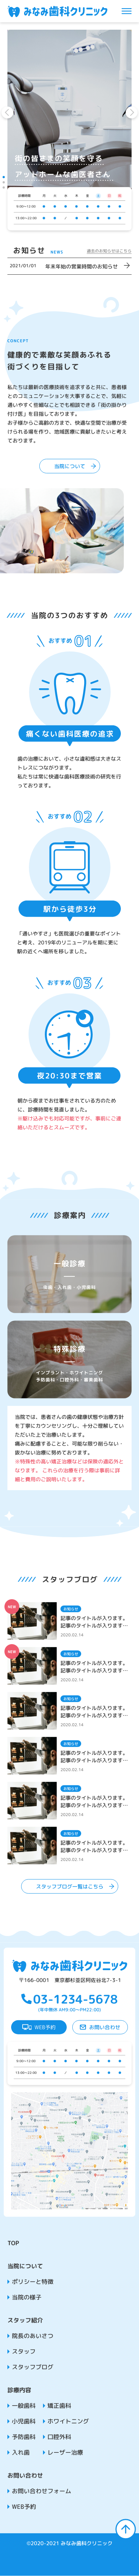 みなみ歯科クリニック
街の皆さまの笑顔を守る
アットホームな歯医者さん
診療時間 月 火 水 木 金 土 日 祝
9:00〜13:00 ● ● ● ● ● ● ● ●
15:00〜22:00 ● ● / ● ● ● ● ●
お知らせ NEWS
過去のお知らせはこちら
2021/01/01 年末年始の営業時間のお知らせ
CONCEPT
健康的で素敵な笑顔あふれる
街づくりを目指して
私たちは最新の医療技術を追求すると共に、患者様
とのコミュニケーションを大事することで、気軽に
入りやすく些細なことでも相談できる「街の掛かり
付け医」を目指しております。
お子様からご高齢の方まで、快適な空間で治療が受
けられる場を作り、地域医療に貢献しきたいと考え
ております。
当院について
当院の3つのおすすめ
おすすめ 01
痛くない歯科医療の追求
歯の治療において、小さな違和感は大きなス
トレスにつながります。
私たちは常に快適な歯科医療技術の研究を行
っております。
おすすめ 02
駅から徒歩3分
「通いやすさ」も医院選びの重要なポイント
と考え、2019年のリニューアルを期に更に
駅の近くへ場所を移しました。
おすすめ 03
夜20:30まで営業
朝から夜までお仕事をされている方のため
に、診療時間を見直しました。
※駆け込みでも対応可能ですが、事前にご連
絡いただけるとスムーズです。
診療案内
一般診療
虫歯・入れ歯・小児歯科
特殊診療
インプラント・ホワイトニング
予防歯科・口腔外科・審美歯科
当院では、患者さんの歯の健康状態や治療方針
を丁寧にカウンセリングし、十分ご理解してい
ただいた上で治療いたします。
痛みに配慮することと、可能な限り削らない・
抜かない治療に努めております。
※特殊性の高い矯正治療などは保険の適応外と
なります。 これらの治療を行う際は事前に詳
細と費用のご説明いたします。
スタッフブログ
NEW
お知らせ
記事のタイトルが入ります。
記事のタイトルが入ります…
2020.02.14
NEW
お知らせ
記事のタイトルが入ります。
記事のタイトルが入ります…
2020.02.14
お知らせ
記事のタイトルが入ります。
記事のタイトルが入ります…
2020.02.14
お知らせ
記事のタイトルが入ります。
記事のタイトルが入ります…
2020.02.14
お知らせ
記事のタイトルが入ります。
記事のタイトルが入ります…
2020.02.14
お知らせ
記事のタイトルが入ります。
記事のタイトルが入ります…
2020.02.14
スタッフブログ一覧はこちら
みなみ歯科クリニック
〒166-0001 東京都杉並区阿佐谷北7-3-1
03-1234-5678
(年中無休 AM9:00〜PM22:00)
WEB予約 お問い合わせ
診療時間 月 火 水 木 金 土 日 祝
9:00〜13:00 ● ● ● ● ● ● ● ●
15:00〜22:00 ● ● / ● ● ● ● ●
TOP
当院について
ポリシーと特徴
当院の様子
スタッフ紹介
院長のあいさつ
スタッフ
スタッフブログ
診療内容
一般歯科 矯正歯科
小児歯科 ホワイトニング
予防歯科 口腔外科
入れ歯 レーザー治療
お問い合わせ
お問い合わせフォーム
WEB予約
©2020-2021 みなみ歯科クリニック